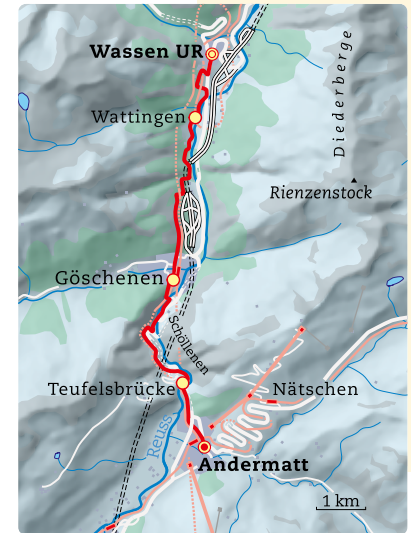 Wassen UR
Diederberge
Wattingen
Rienzenstock
Göschenen
Schöllenen
Teufelsbrücke
Nätschen
Reuss
Andermatt
1 km